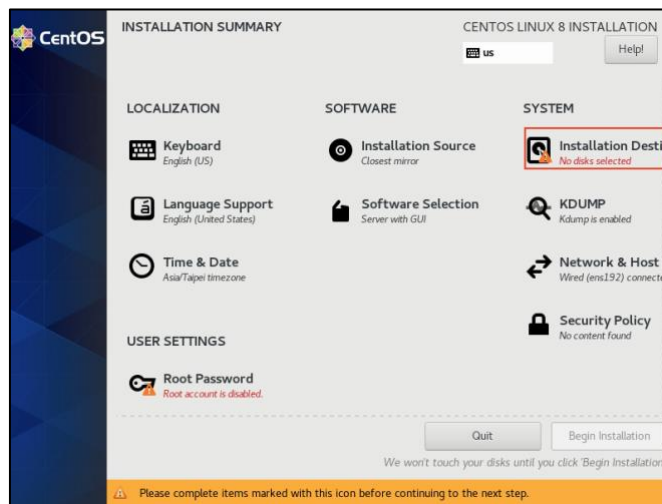 CentOS
INSTALLATION SUMMARY
CENTOS LINUX 8 INSTALLATION
us
Help!
LOCALIZATION
Keyboard
English (US)
Language Support
English (United States)
Time & Date
Asia/Taipei timezone
USER SETTINGS
Root Password
Root account is disabled.
SOFTWARE
Installation Source
Closest mirror
Software Selection
Server with GUI
SYSTEM
Installation Desti
No disks selected
KDUMP
Kdump is enabled
Network & Host
Wired (ens192) connecte
Security Policy
No content found
Quit
Begin Installation
We won't touch your disks until you click 'Begin Installation
Please complete items marked with this icon before continuing to the next step.